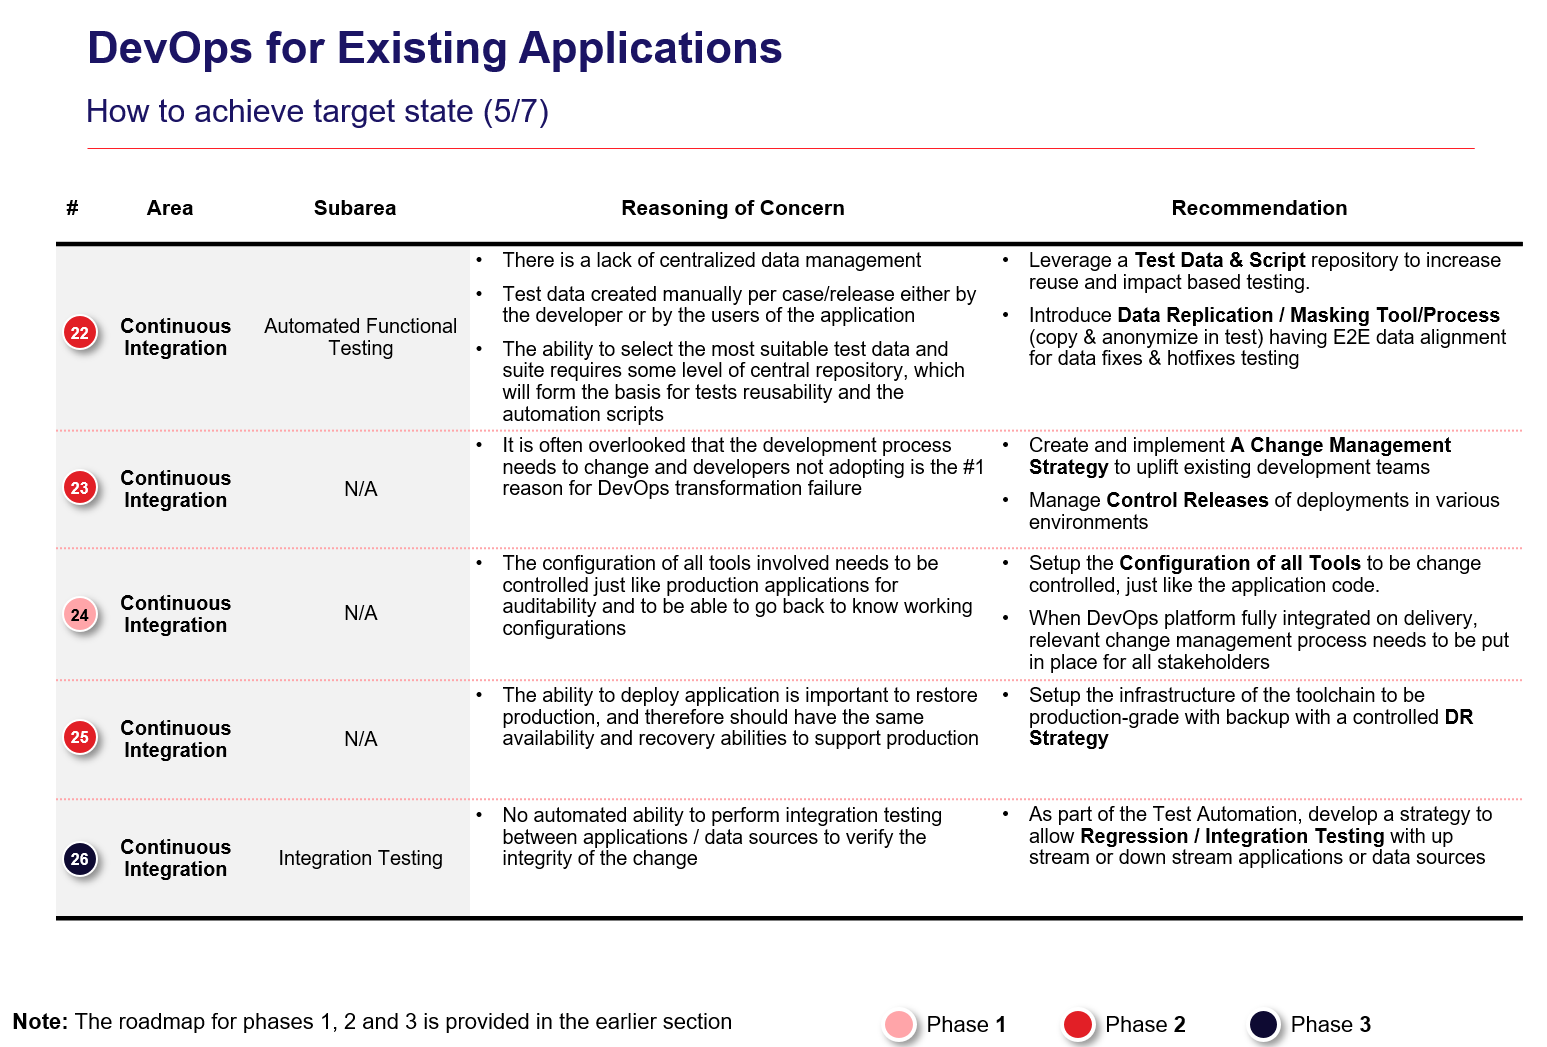 DevOps for Existing Applications
How to achieve target state (5/7)
# Area Subarea Reasoning of Concern Recommendation
22
Continuous
Integration
Automated Functional
Testing
• There is a lack of centralized data management
• Test data created manually per case/release either by
the developer or by the users of the application
• The ability to select the most suitable test data and
suite requires some level of central repository, which
will form the basis for tests reusability and the
automation scripts
• Leverage a Test Data & Script repository to increase
reuse and impact based testing.
• Introduce Data Replication / Masking Tool/Process
(copy & anonymize in test) having E2E data alignment
for data fixes & hotfixes testing
23
Continuous
Integration
N/A
• It is often overlooked that the development process
needs to change and developers not adopting is the #1
reason for DevOps transformation failure
• Create and implement A Change Management
Strategy to uplift existing development teams
• Manage Control Releases of deployments in various
environments
24
Continuous
Integration
N/A
• The configuration of all tools involved needs to be
controlled just like production applications for
auditability and to be able to go back to know working
configurations
• Setup the Configuration of all Tools to be change
controlled, just like the application code.
• When DevOps platform fully integrated on delivery,
relevant change management process needs to be put
in place for all stakeholders
25
Continuous
Integration
N/A
• The ability to deploy application is important to restore
production, and therefore should have the same
availability and recovery abilities to support production
• Setup the infrastructure of the toolchain to be
production-grade with backup with a controlled DR
Strategy
26
Continuous
Integration
Integration Testing
• No automated ability to perform integration testing
between applications / data sources to verify the
integrity of the change
• As part of the Test Automation, develop a strategy to
allow Regression / Integration Testing with up
stream or down stream applications or data sources
Note: The roadmap for phases 1, 2 and 3 is provided in the earlier section
Phase 1
Phase 2
Phase 3